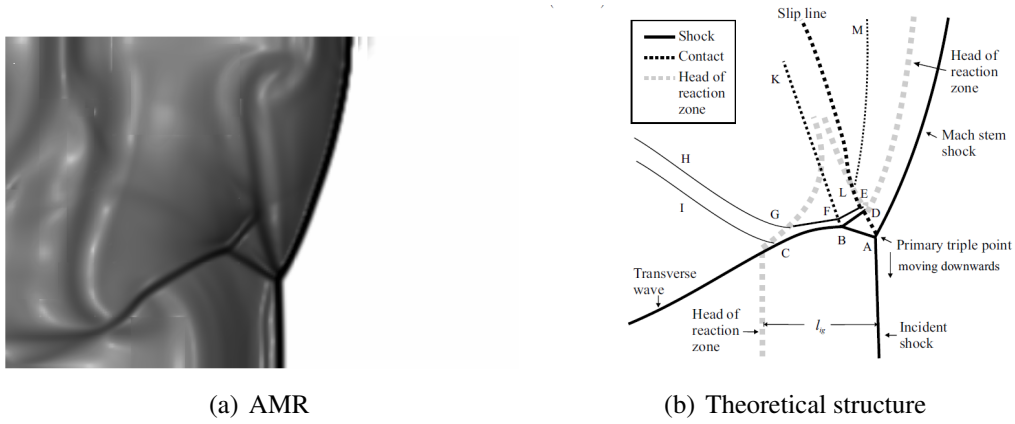 Shock
Contact
Head of
reaction
zone
Slip line
M
K
Head of
reaction
zone
Mach stem
shock
H
I
L
E
G
F
D
B
A
C
Primary triple point
moving downwards
Transverse
wave
Head of
reaction
zone
lig
Incident
shock
(a) AMR
(b) Theoretical structure